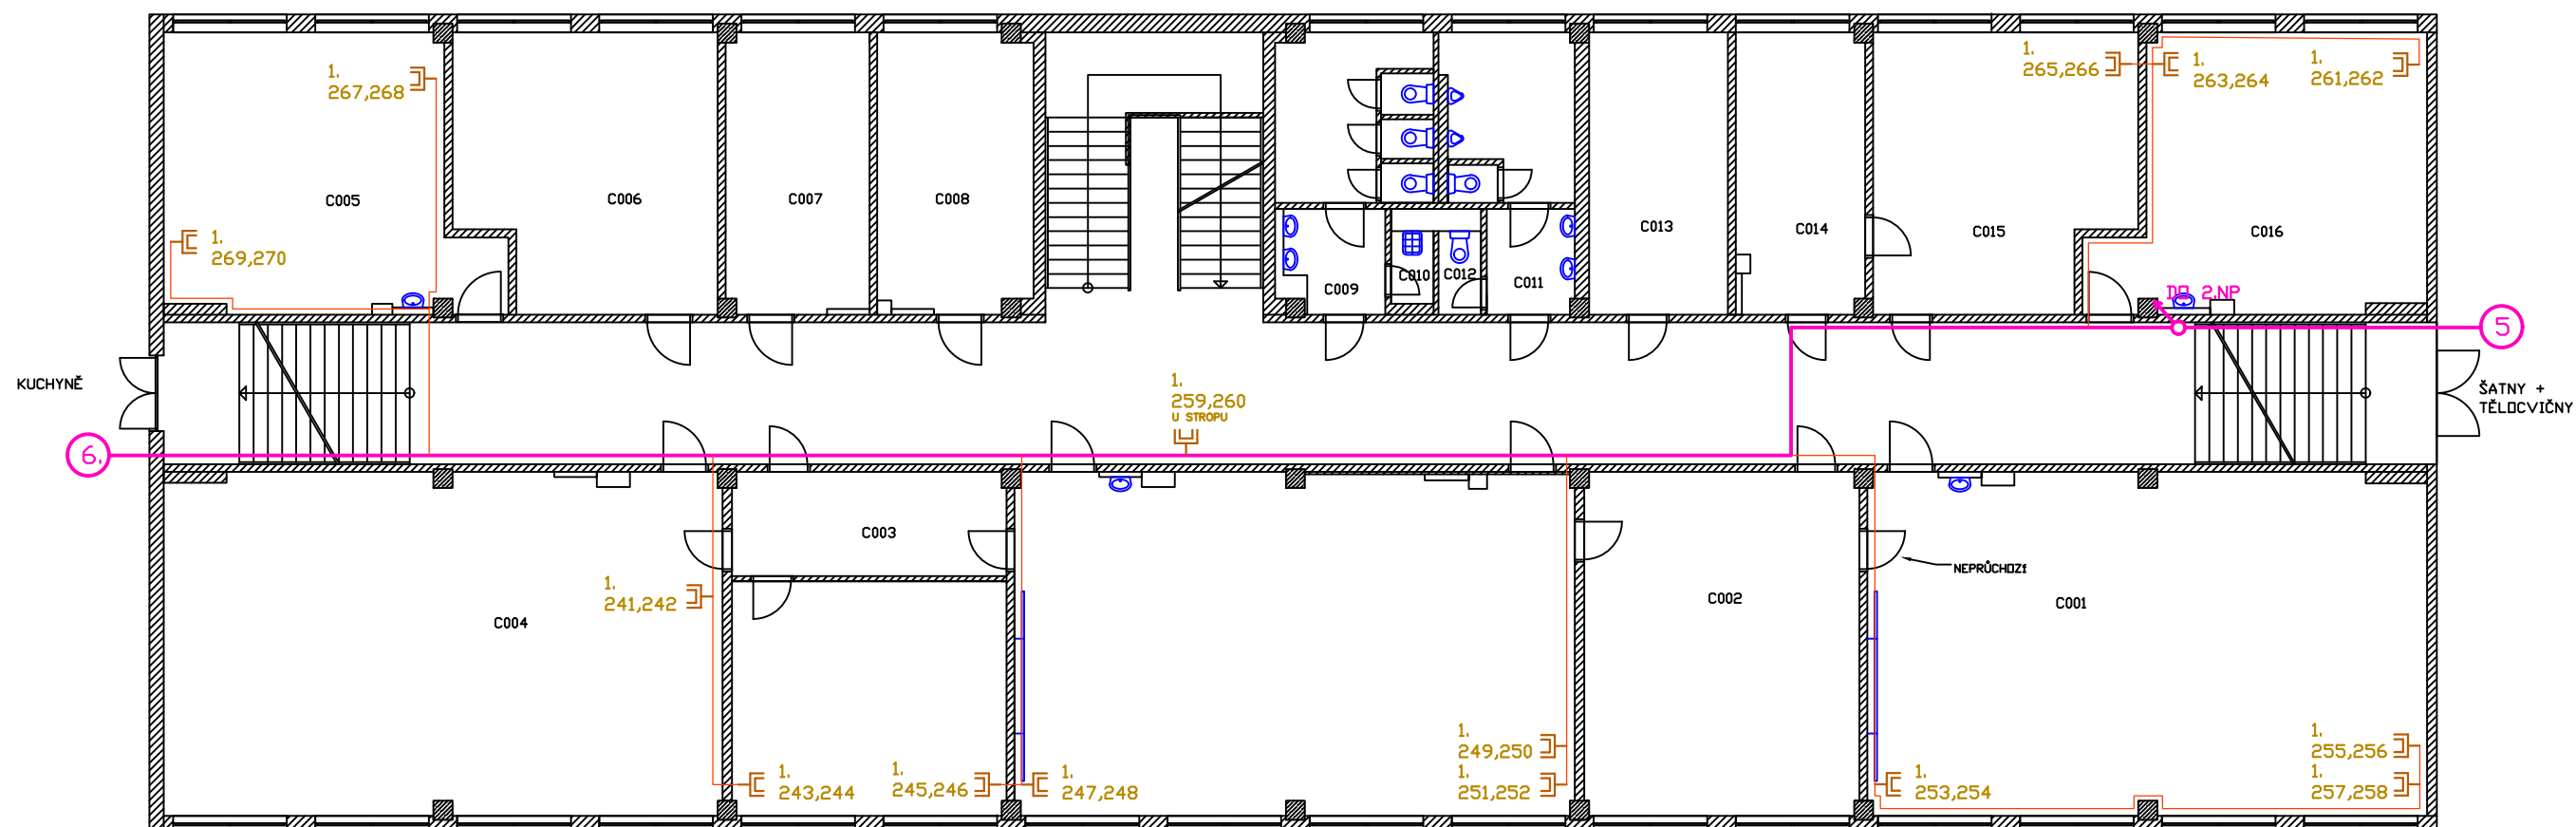 1.
267,268
1.
265,266
1.
263,264
1.
261,262
C005
C006
C007
C008
C013
C014
C015
C016
1.
269,270
C009
C010
C012
C011
DO 2.NP
5
KUCHYNĚ
1.
259,260
U STROPU
ŠATNY +
TĚLOCVIČNY
6.
C003
NEPRŮCHOZÍ
1.
241,242
C004
C002
C001
1.
249,250
1.
255,256
1.
243,244
1.
245,246
1.
247,248
1.
251,252
1.
253,254
1.
257,258